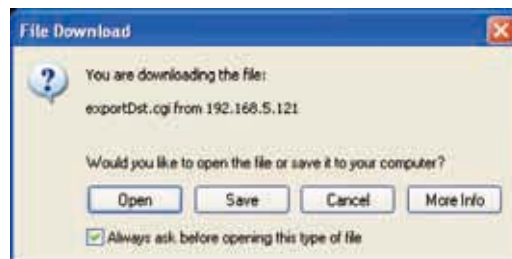 File Download
You are downloading the file:
exportDst.cgi from 192.168.5.121
Would you like to open the file or save it to your computer?
Open Save Cancel More Info
Always ask before opening this type of file